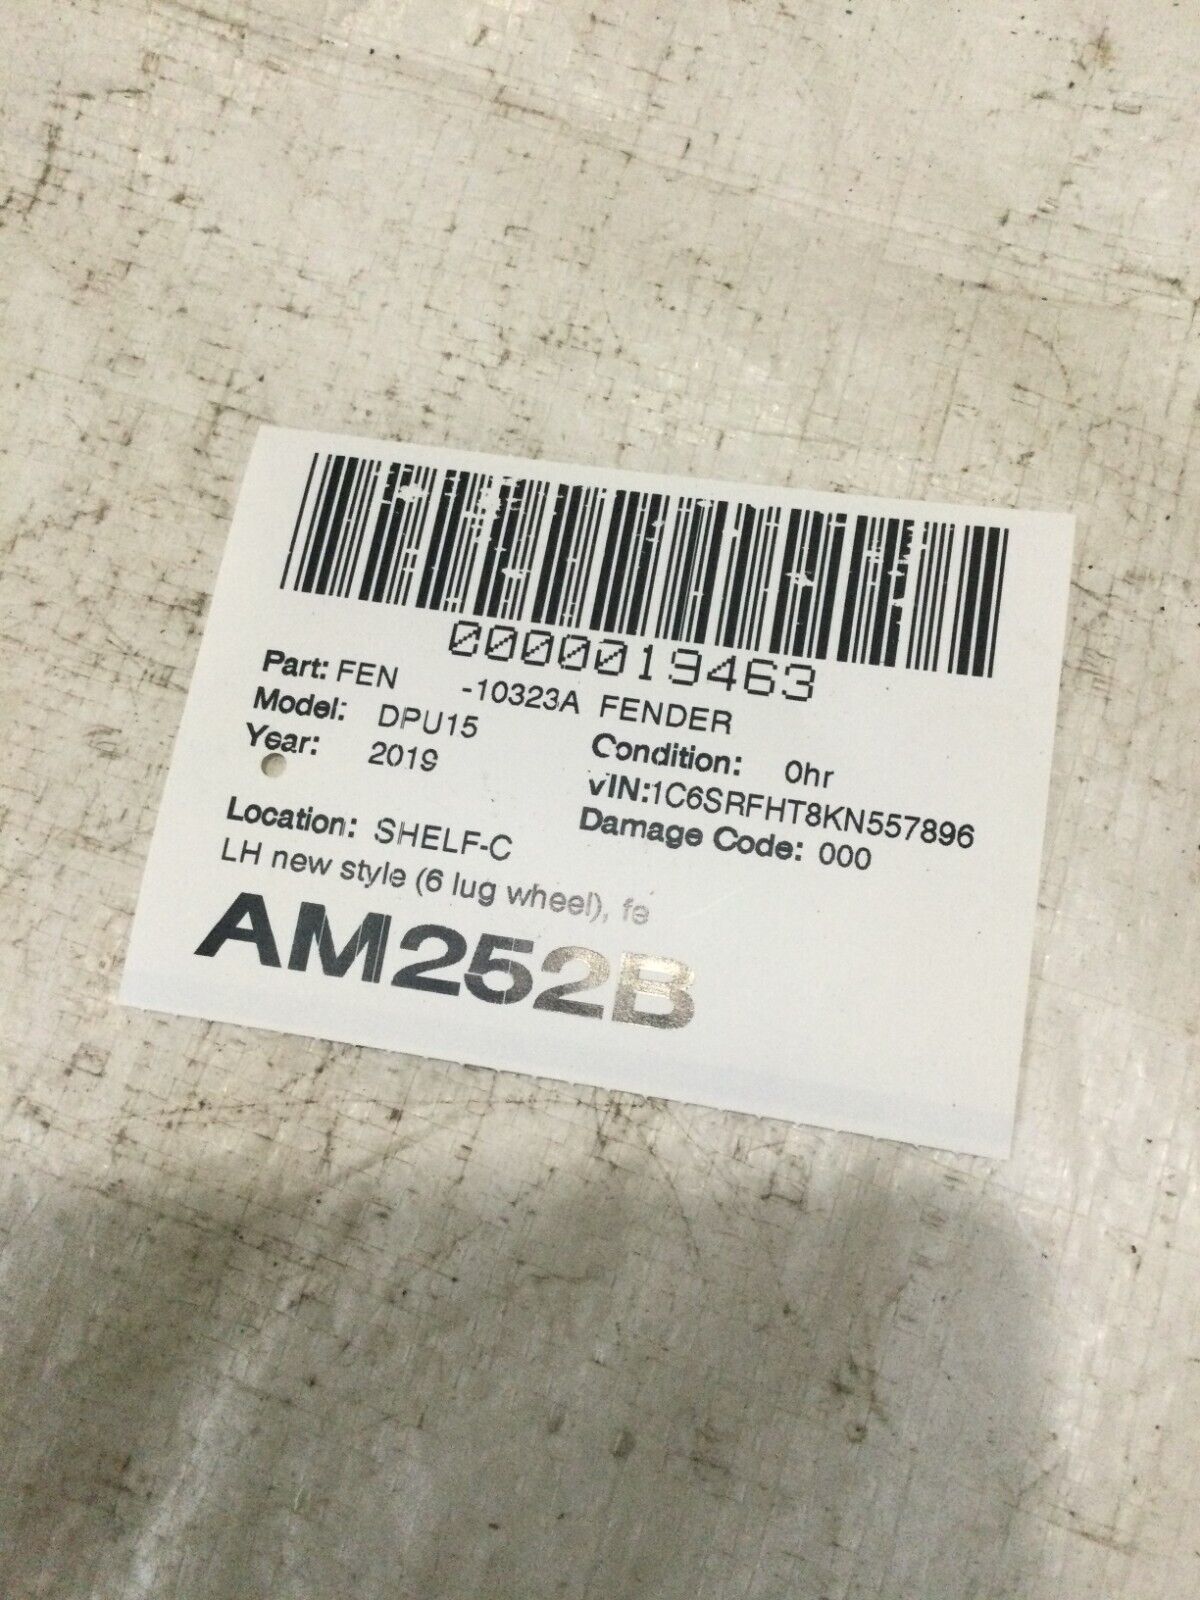 0000019463
Part: FEN -10323A FENDER
Model: DPU15
Condition: 0hr
Year: 2019
vIN:1C6SRFHT8KN557896
Damage Code: 000
Location: SHELF-C
LH new style (6 lug wheel), fe
AM252B